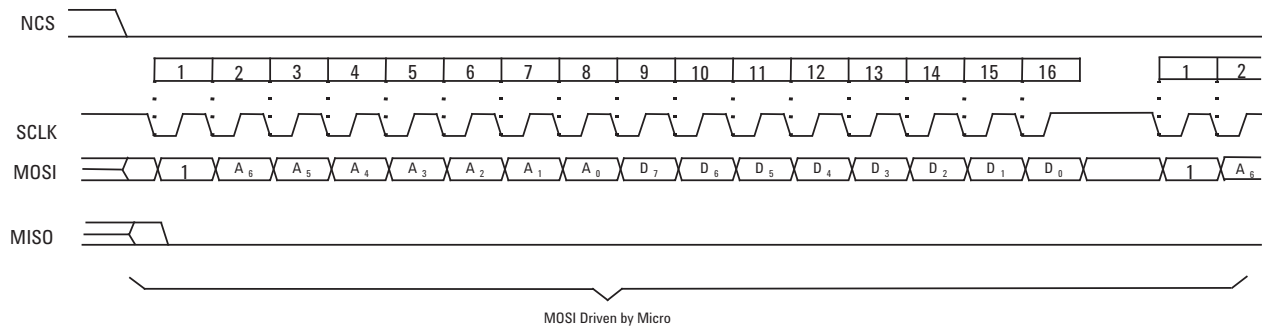 NCS
1 2 3 4 5 6 7 8 9 10 11 12 13 14 15 16 1 2
SCLK
MOSI 1 A6 A5 A4 A3 A2 A1 A0 D7 D6 D5 D4 D3 D2 D1 D0 1 A6
MISO
MOSI Driven by Micro